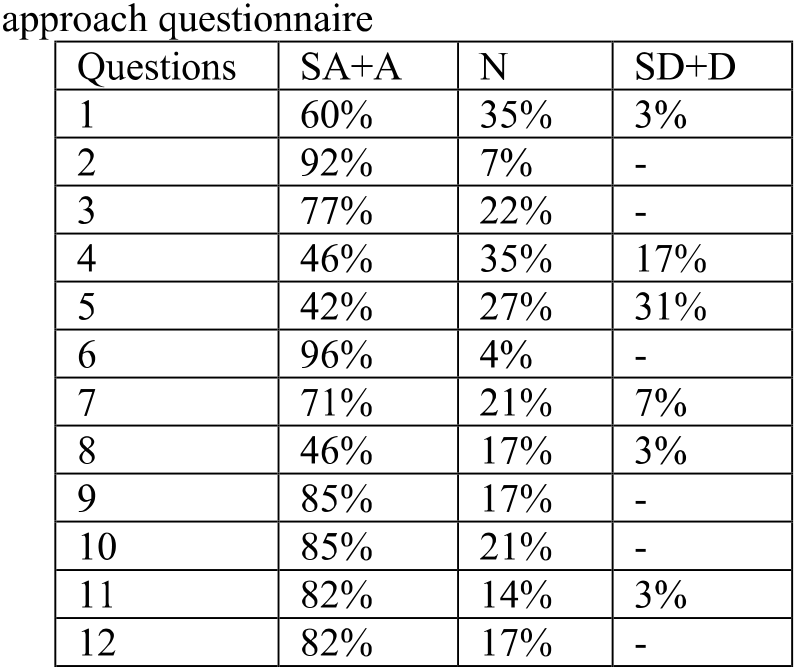 approach questionnaire
Questions SA+A N SD+D
1 60% 35% 3%
2 92% 7% -
3 77% 22% -
4 46% 35% 17%
5 42% 27% 31%
6 96% 4% -
7 71% 21% 7%
8 46% 17% 3%
9 85% 17% -
10 85% 21% -
11 82% 14% 3%
12 82% 17% -